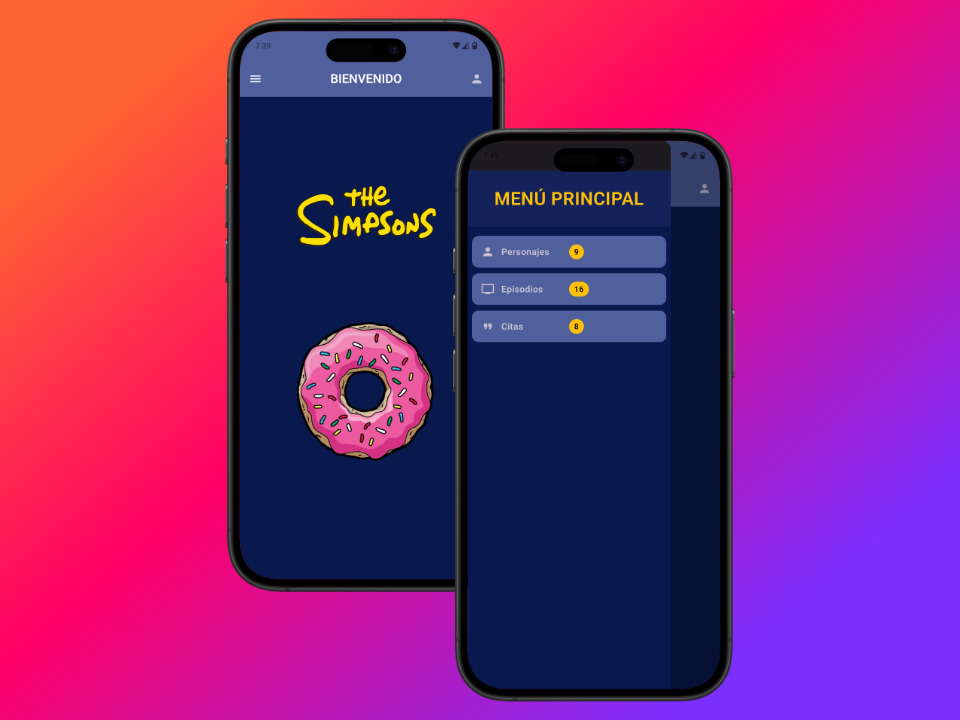 7:39
BIENVENIDO
THE
SIMPSONS
MENÚ PRINCIPAL
Personajes 9
Episodios 16
Citas 8